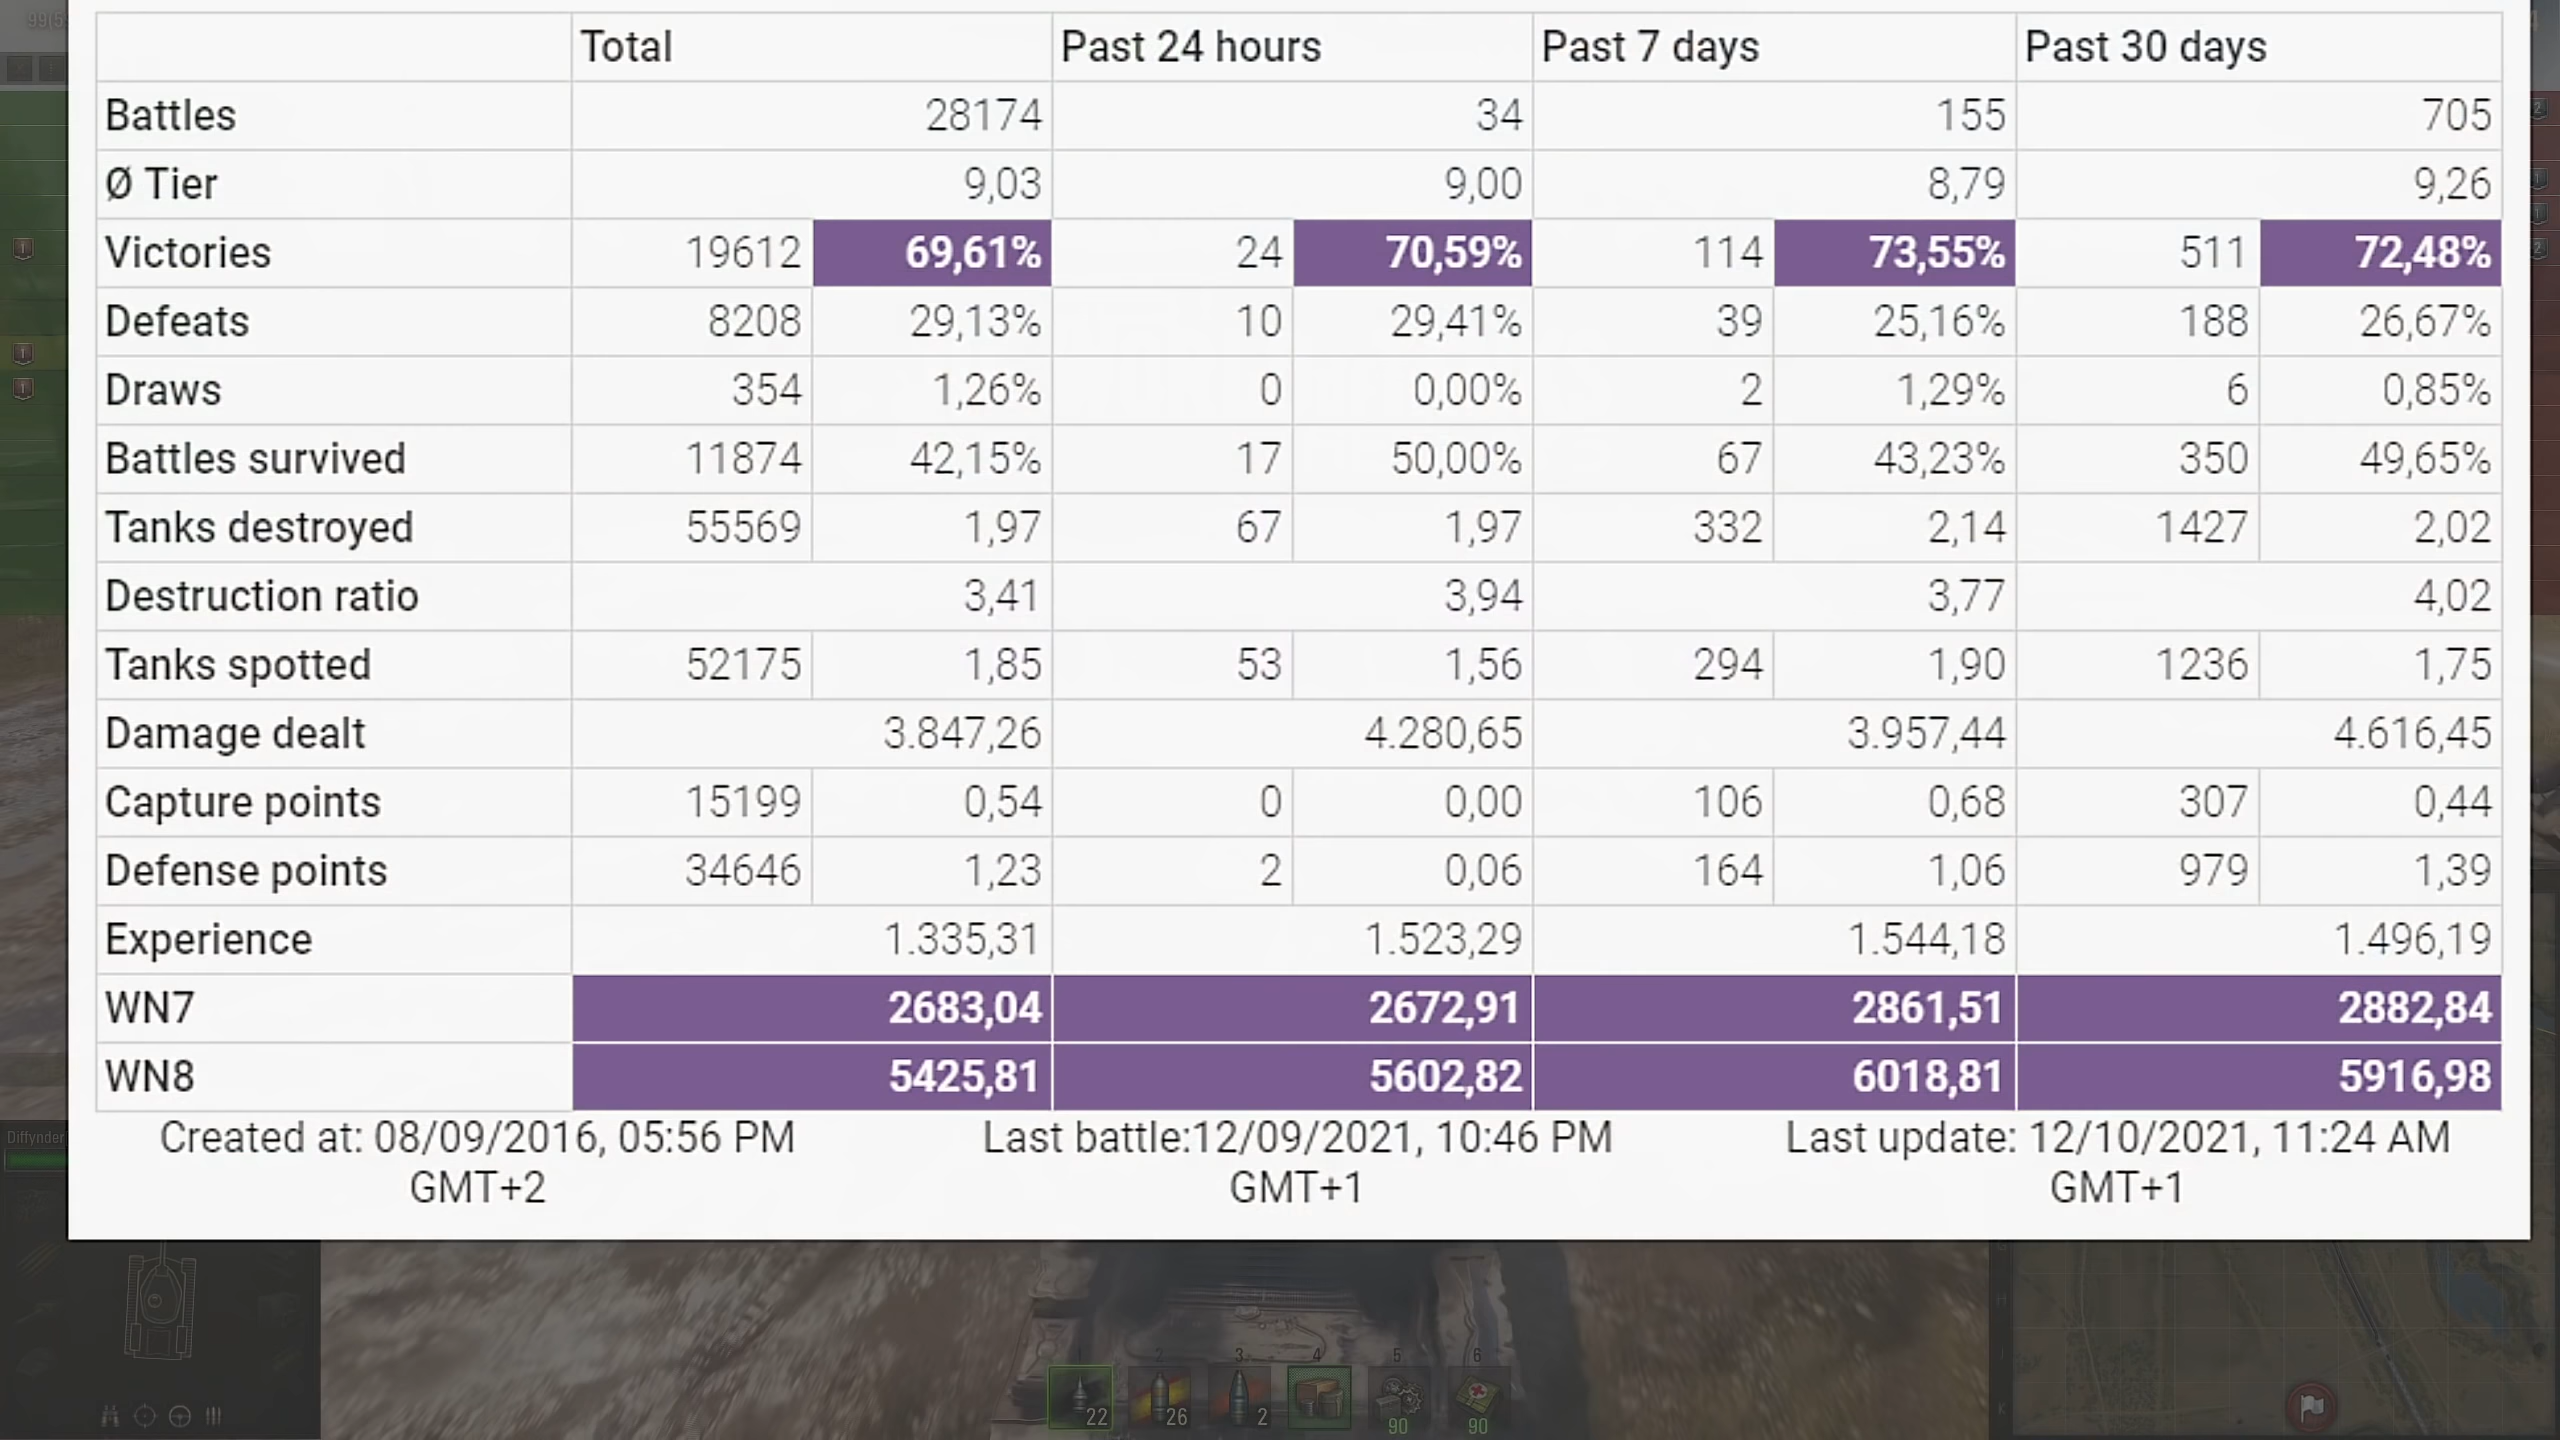 99(5
Total Past 24 hours Past 7 days Past 30 days
Battles 28174 34 155 705
Ø Tier 9,03 9,00 8,79 9,26
Victories 19612 69,61% 24 70,59% 114 73,55% 511 72,48%
Defeats 8208 29,13% 10 29,41% 39 25,16% 188 26,67%
Draws 354 1,26% 0 0,00% 2 1,29% 6 0,85%
Battles survived 11874 42,15% 17 50,00% 67 43,23% 350 49,65%
Tanks destroyed 55569 1,97 67 1,97 332 2,14 1427 2,02
Destruction ratio 3,41 3,94 3,77 4,02
Tanks spotted 52175 1,85 53 1,56 294 1,90 1236 1,75
Damage dealt 3.847,26 4.280,65 3.957,44 4.616,45
Capture points 15199 0,54 0 0,00 106 0,68 307 0,44
Defense points 34646 1,23 2 0,06 164 1,06 979 1,39
Experience 1.335,31 1.523,29 1.544,18 1.496,19
WN7 2683,04 2672,91 2861,51 2882,84
WN8 5425,81 5602,82 6018,81 5916,98
Created at: 08/09/2016, 05:56 PM Last battle:12/09/2021, 10:46 PM Last update: 12/10/2021, 11:24 AM
GMT+2 GMT+1 GMT+1
Diffynder
1 2 3 4 5 6
22 26 2 90 90